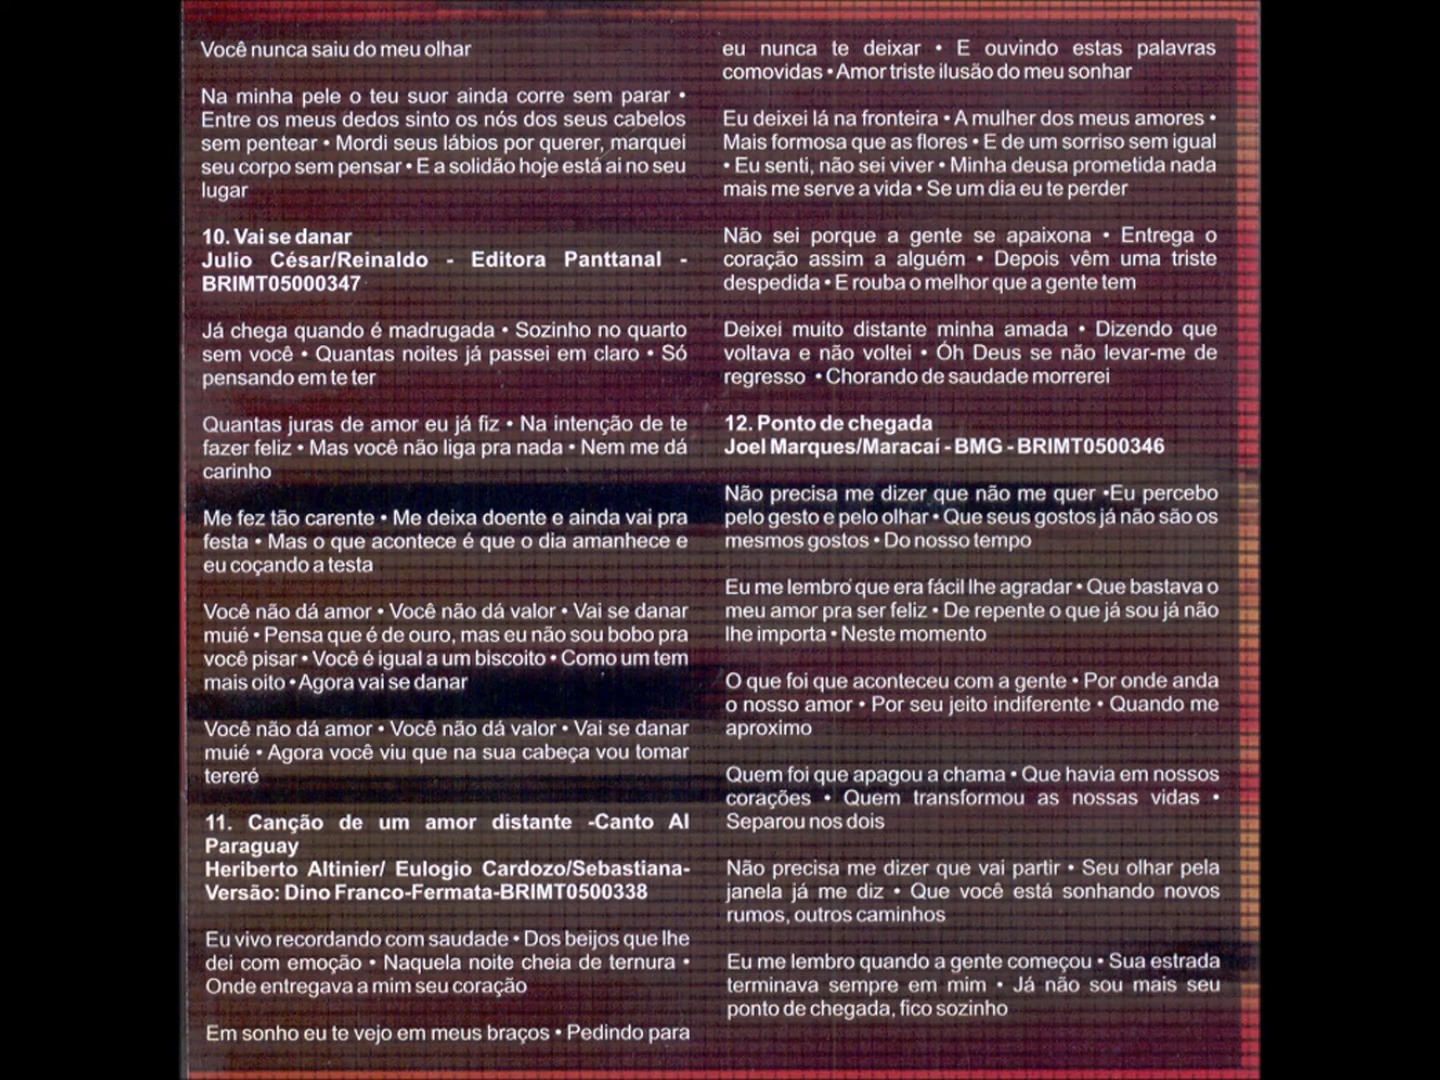 Você nunca saiu do meu olhar
Na minha pele o teu suor ainda corre sem parar •
Entre os meus dedos sinto os nós dos seus cabelos
sem pentear • Mordi seus lábios por querer, marquei
seu corpo sem pensar • E a solidão hoje está ai no seu
lugar
10. Vai se danar
Julio César/Reinaldo - Editora Panttanal -
BRIMT05000347
Já chega quando é madrugada • Sozinho no quarto
sem você • Quantas noites já passei em claro • Só
pensando em te ter
Quantas juras de amor eu já fiz • Na intenção de te
fazer feliz • Mas você não liga pra nada • Nem me dá
carinho
Me fez tão carente • Me deixa doente e ainda vai pra
festa • Mas o que acontece é que o dia amanhece e
eu coçando a testa
Você não dá amor • Você não dá valor • Vai se danar
muié • Pensa que é de ouro, mas eu não sou bobo pra
você pisar • Você é igual a um biscoito • Como um tem
mais oito • Agora vai se danar
Você não dá amor • Você não dá valor • Vai se danar
muié • Agora você viu que na sua cabeça vou tomar
tereré
11. Canção de um amor distante -Canto Al
Paraguay
Heriberto Altinier/ Eulogio Cardozo/Sebastiana-
Versão: Dino Franco-Fermata-BRIMT0500338
Eu vivo recordando com saudade • Dos beijos que lhe
dei com emoção • Naquela noite cheia de ternura •
Onde entregava a mim seu coração
Em sonho eu te vejo em meus braços • Pedindo para
eu nunca te deixar • E ouvindo estas palavras
comovidas • Amor triste ilusão do meu sonhar
Eu deixei lá na fronteira • A mulher dos meus amores •
Mais formosa que as flores • E de um sorriso sem igual
• Eu senti, não sei viver • Minha deusa prometida nada
mais me serve a vida • Se um dia eu te perder
Não sei porque a gente se apaixona • Entrega o
coração assim a alguém • Depois vêm uma triste
despedida • E rouba o melhor que a gente tem
Deixei muito distante minha amada • Dizendo que
voltava e não voltei • Óh Deus se não levar-me de
regresso • Chorando de saudade morrerei
12. Ponto de chegada
Joel Marques/Maracaí - BMG - BRIMT0500346
Não precisa me dizer que não me quer •Eu percebo
pelo gesto e pelo olhar • Que seus gostos já não são os
mesmos gostos • Do nosso tempo
Eu me lembro que era fácil lhe agradar • Que bastava o
meu amor pra ser feliz • De repente o que já sou já não
lhe importa • Neste momento
O que foi que aconteceu com a gente • Por onde anda
o nosso amor • Por seu jeito indiferente • Quando me
aproximo
Quem foi que apagou a chama • Que havia em nossos
corações • Quem transformou as nossas vidas •
Separou nos dois
Não precisa me dizer que vai partir • Seu olhar pela
janela já me diz • Que você está sonhando novos
rumos, outros caminhos
Eu me lembro quando a gente começou • Sua estrada
terminava sempre em mim • Já não sou mais seu
ponto de chegada, fico sozinho